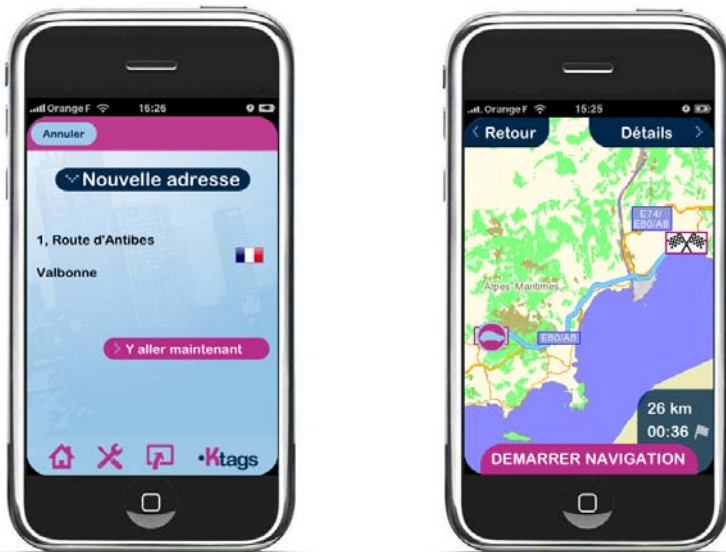 Orange F 16:26
Annuler
Nouvelle adresse
1, Route d'Antibes
Valbonne
Y aller maintenant
Ktags
Orange F 15:25
Retour Détails
E74/
E80/A8
Alpes Maritimes
E80/A8
26 km
00:36
DEMARRER NAVIGATION